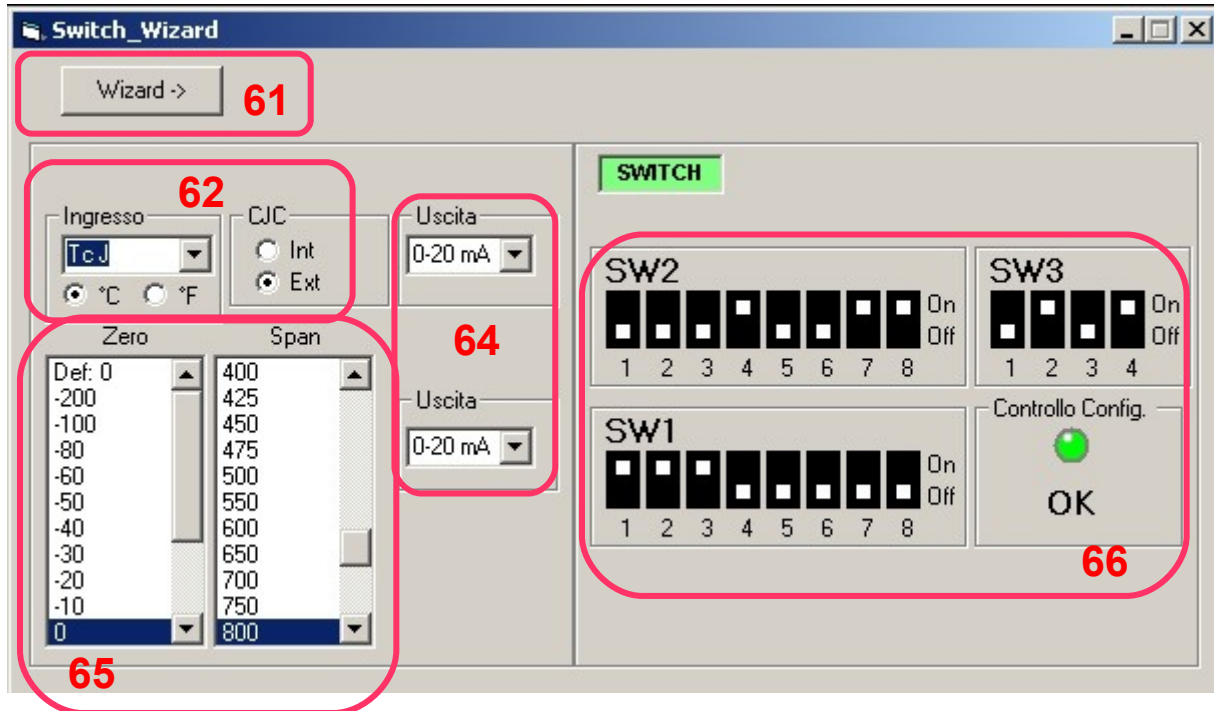 Switch_Wizard
Wizard ->
61
62
Ingresso
TcJ
°C °F
CJC
Int
Ext
Uscita
0-20 mA
64
Uscita
0-20 mA
Zero
Def: 0
-200
-100
-80
-60
-50
-40
-30
-20
-10
0
Span
400
425
450
475
500
550
600
650
700
750
800
65
SWITCH
SW2
On
Off
1 2 3 4 5 6 7 8
SW3
On
Off
1 2 3 4
SW1
On
Off
1 2 3 4 5 6 7 8
Controllo Config.
OK
66